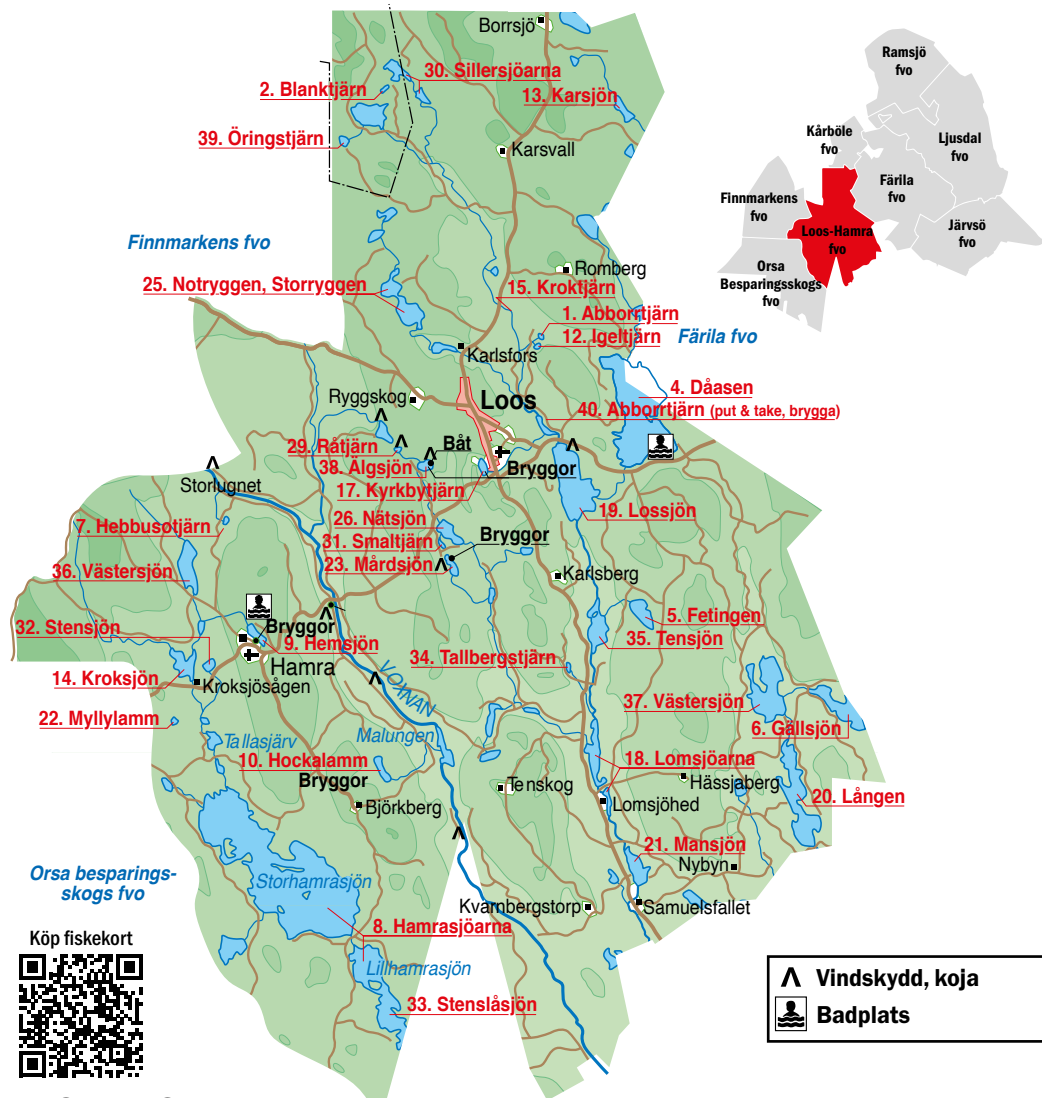 Borrsjö
30. Sillersjöarna
2. Blanktjärn
13. Karsjön
39. Öringstjärn
Karsvall
Ramsjö
fvo
Kårböle
fvo
Ljusdal
fvo
Färila
fvo
Finnmarkens
fvo
Loos-Hamra
fvo
Järvsö
fvo
Orsa
Besparingsskogs
fvo
Finnmarkens fvo
Romberg
25. Notryggen, Storryggen
15. Kroktjärn
1. Abborrtjärn
12. Igeltjärn
Färila fvo
Karlsfors
4. Dåasen
Ryggskog
Loos
40. Abborrtjärn (put & take, brygga)
29. Råtjärn
Båt
38. Älgsjön
Bryggor
Storlugnet
17. Kyrkbytjärn
19. Lossjön
7. Hebbusotjärn
26. Nätsjön
Bryggor
31. Smaltjärn
23. Mårdsjön
36. Västersjön
Karlsberg
5. Fetingen
32. Stensjön
Bryggor
9. Hemsjön
35. Tensjön
34. Tallbergstjärn
Hamra
14. Kroksjön
Kroksjösågen
VOXNAN
37. Västersjön
22. Myllylamm
6. Gällsjön
Tallasjärv
Malungen
10. Hockalamm
18. Lomsjöarna
Bryggor
Tenskog
Hässjaberg
Björkberg
Lomsjöhed
20. Lången
21. Mansjön
Nybyn
Orsa besparings-
skogs fvo
Storhamrasjön
Kvarnbergstorp
Samuelsfallet
8. Hamrasjöarna
Köp fiskekort
Lillhamrasjön
33. Stenslåsjön
Vindskydd, koja
Badplats